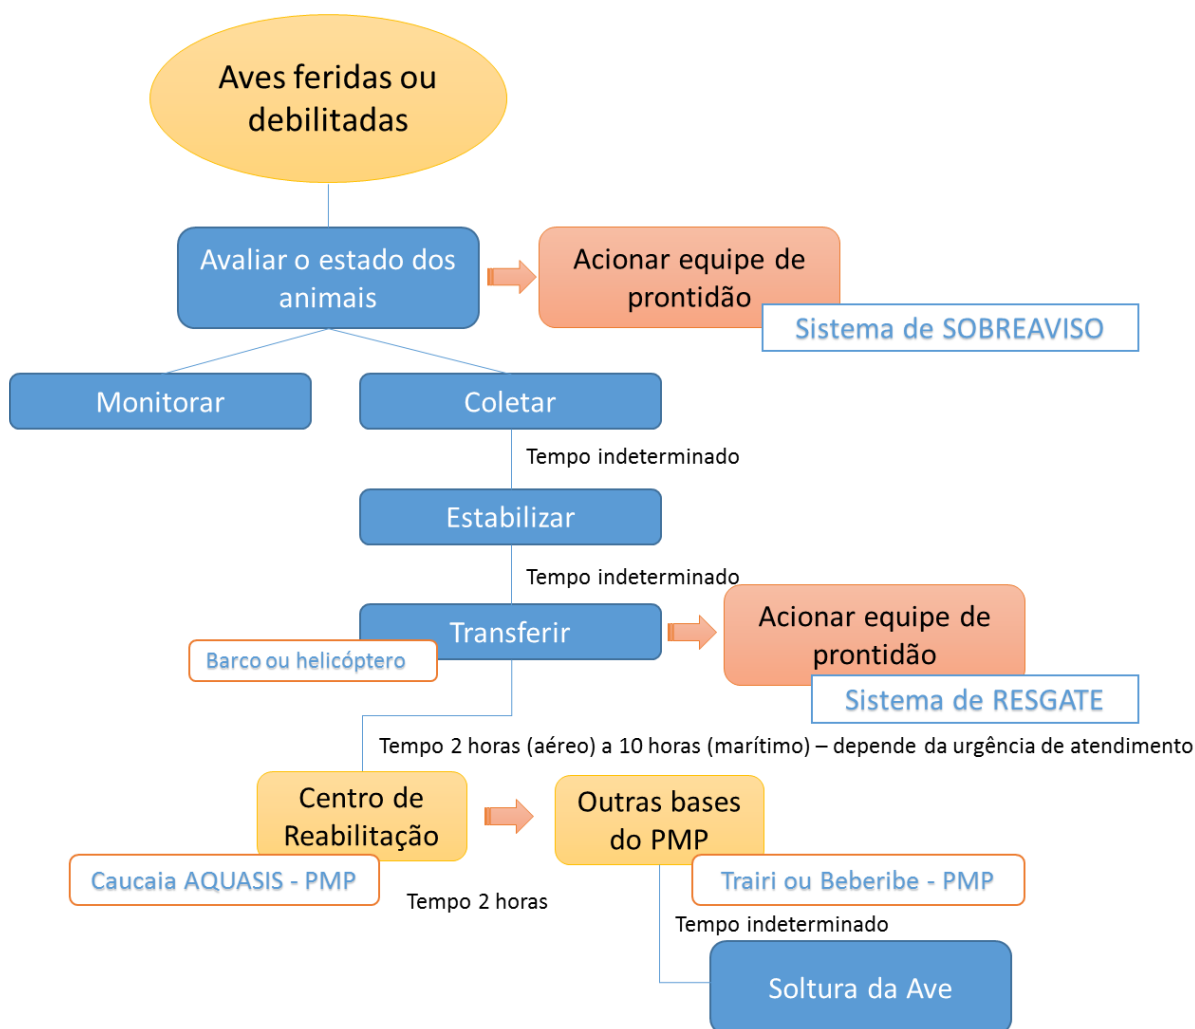 Aves feridas ou
debilitadas
Avaliar o estado dos
animais
Acionar equipe de
prontidão
Sistema de SOBREAVISO
Monitorar
Coletar
Tempo indeterminado
Estabilizar
Tempo indeterminado
Transferir
Barco ou helicóptero
Acionar equipe de
prontidão
Sistema de RESGATE
Tempo 2 horas (aéreo) a 10 horas (marítimo) – depende da urgência de atendimento
Centro de
Reabilitação
Caucaia AQUASIS - PMP
Tempo 2 horas
Outras bases
do PMP
Trairi ou Beberibe - PMP
Tempo indeterminado
Soltura da Ave